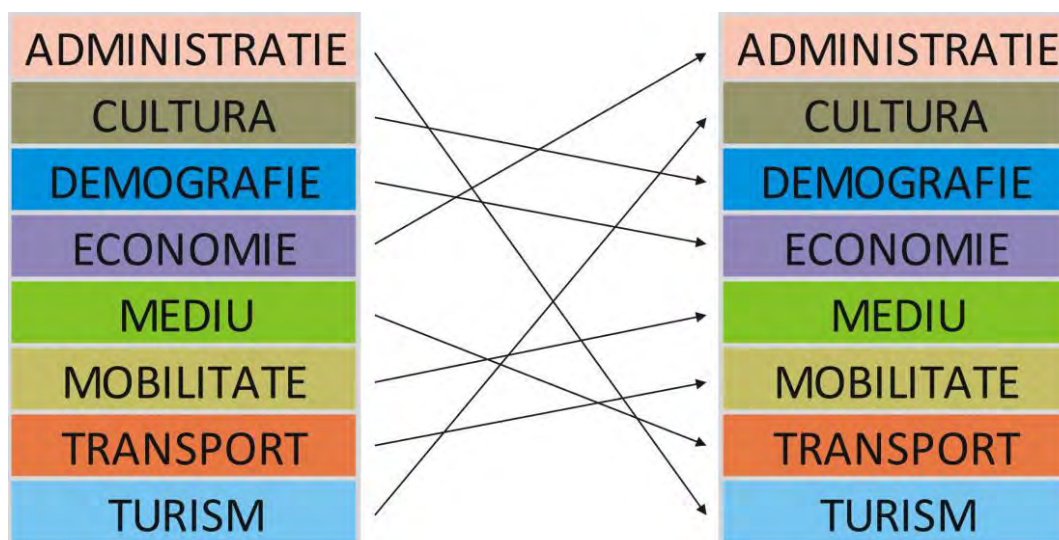 ADMINISTRATIE
CULTURA
DEMOGRAFIE
ECONOMIE
MEDIU
MOBILITATE
TRANSPORT
TURISM
ADMINISTRATIE
CULTURA
DEMOGRAFIE
ECONOMIE
MEDIU
MOBILITATE
TRANSPORT
TURISM